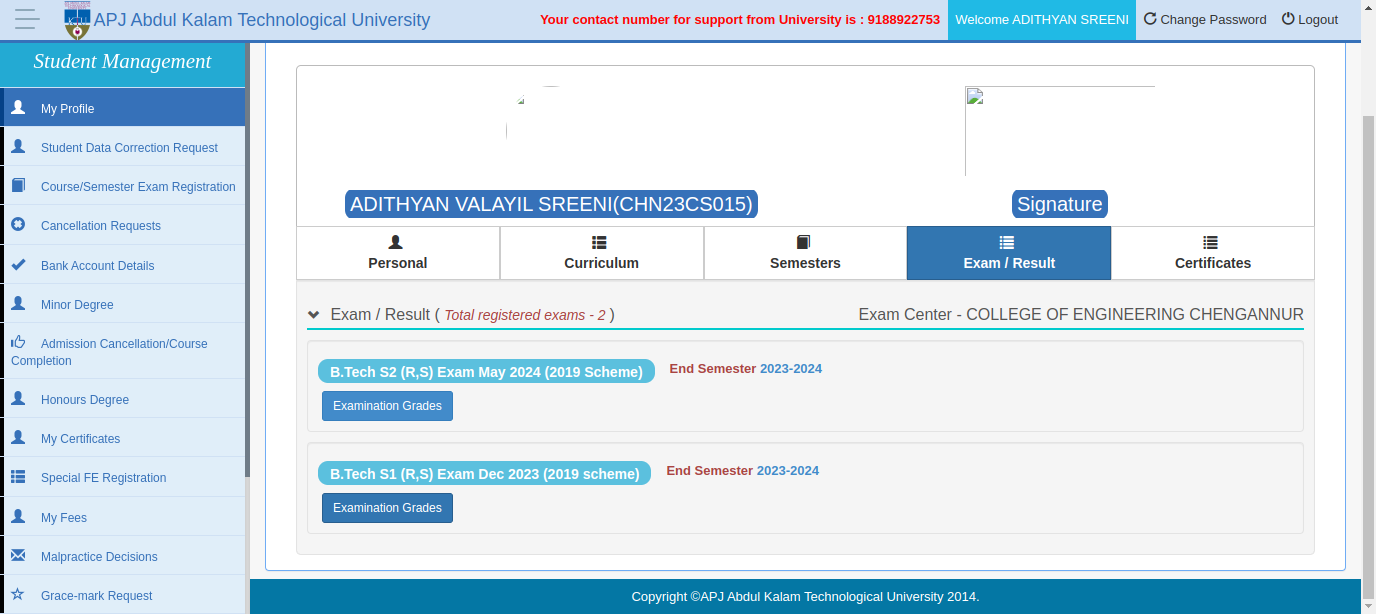 APJ Abdul Kalam Technological University
Your contact number for support from University is : 9188922753
Welcome ADITHYAN SREENI
Change Password
Logout
Student Management
My Profile
Student Data Correction Request
Course/Semester Exam Registration
Cancellation Requests
Bank Account Details
Minor Degree
Admission Cancellation/Course
Completion
Honours Degree
My Certificates
Special FE Registration
My Fees
Malpractice Decisions
Grace-mark Request
ADITHYAN VALAYIL SREENI(CHN23CS015)
Signature
Personal
Curriculum
Semesters
Exam / Result
Certificates
Exam / Result ( Total registered exams - 2 )
Exam Center - COLLEGE OF ENGINEERING CHENGANNUR
B.Tech S2 (R,S) Exam May 2024 (2019 Scheme)
End Semester 2023-2024
Examination Grades
B.Tech S1 (R,S) Exam Dec 2023 (2019 scheme)
End Semester 2023-2024
Examination Grades
Copyright ©APJ Abdul Kalam Technological University 2014.